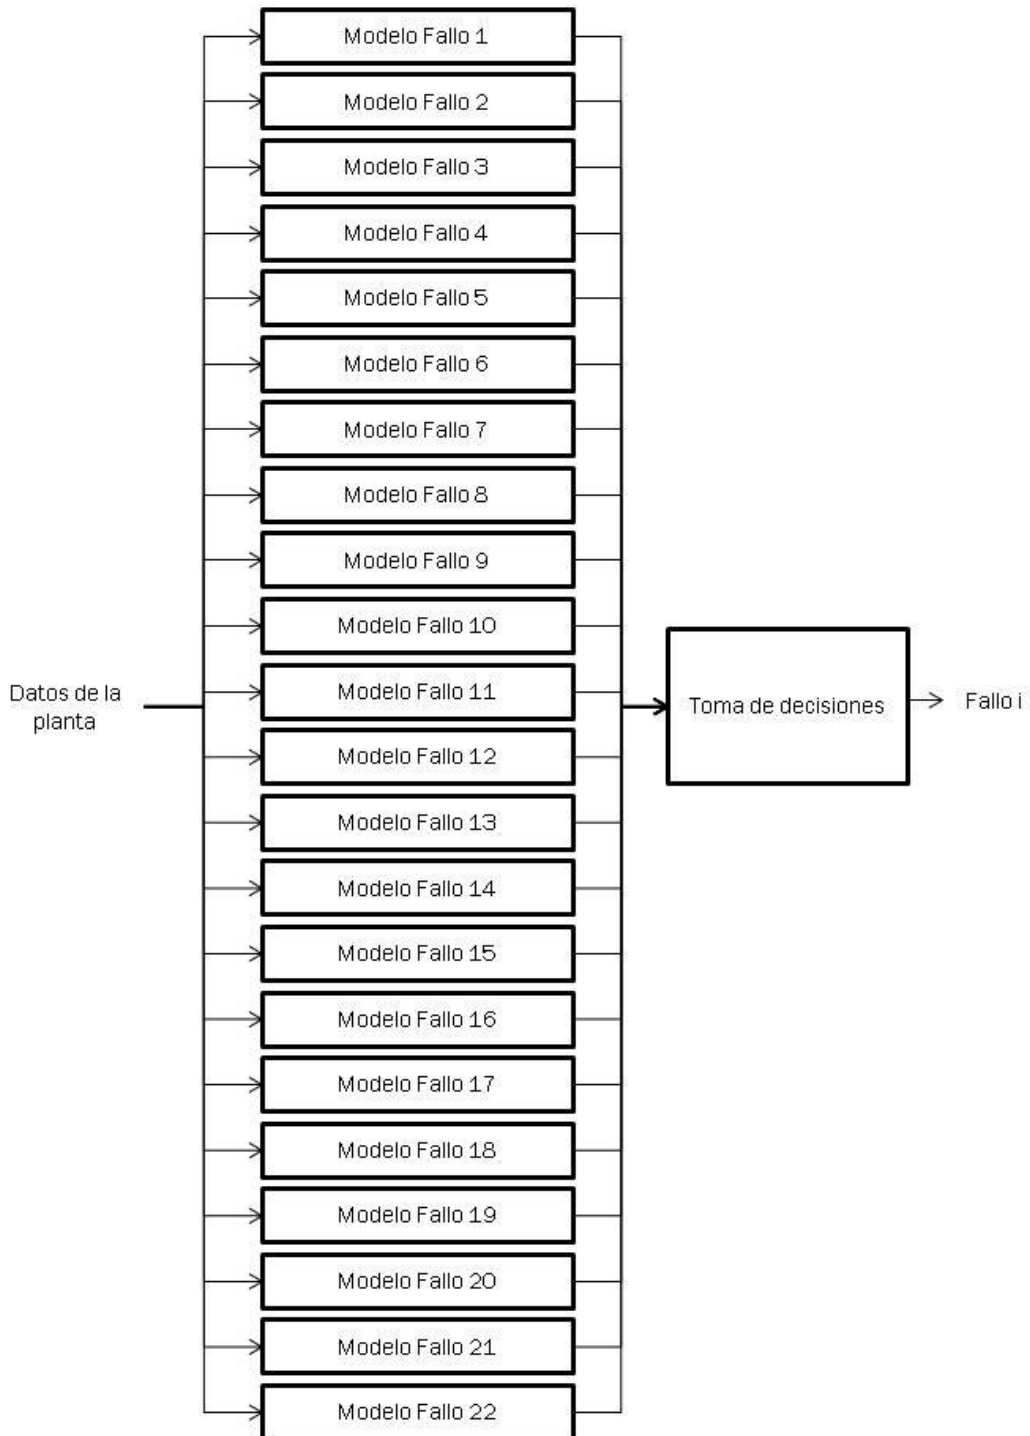 Modelo Fallo 1
Modelo Fallo 2
Modelo Fallo 3
Modelo Fallo 4
Modelo Fallo 5
Modelo Fallo 6
Modelo Fallo 7
Modelo Fallo 8
Modelo Fallo 9
Modelo Fallo 10
Datos de la
planta
Modelo Fallo 11
Toma de decisiones
Fallo i
Modelo Fallo 12
Modelo Fallo 13
Modelo Fallo 14
Modelo Fallo 15
Modelo Fallo 16
Modelo Fallo 17
Modelo Fallo 18
Modelo Fallo 19
Modelo Fallo 20
Modelo Fallo 21
Modelo Fallo 22